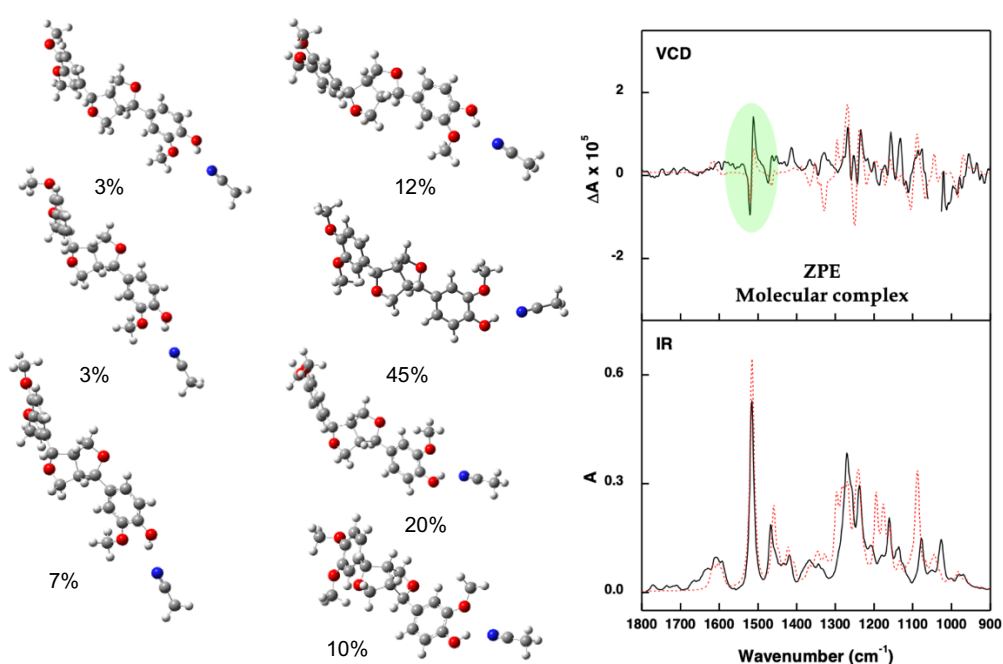 3%
12%
3%
45%
7%
20%
10%
VCD
2
0
-2
ΔA x 10⁵
ZPE
Molecular complex
IR
0.6
0.3
0.0
A
1800 1700 1600 1500 1400 1300 1200 1100 1000 900
Wavenumber (cm⁻¹)